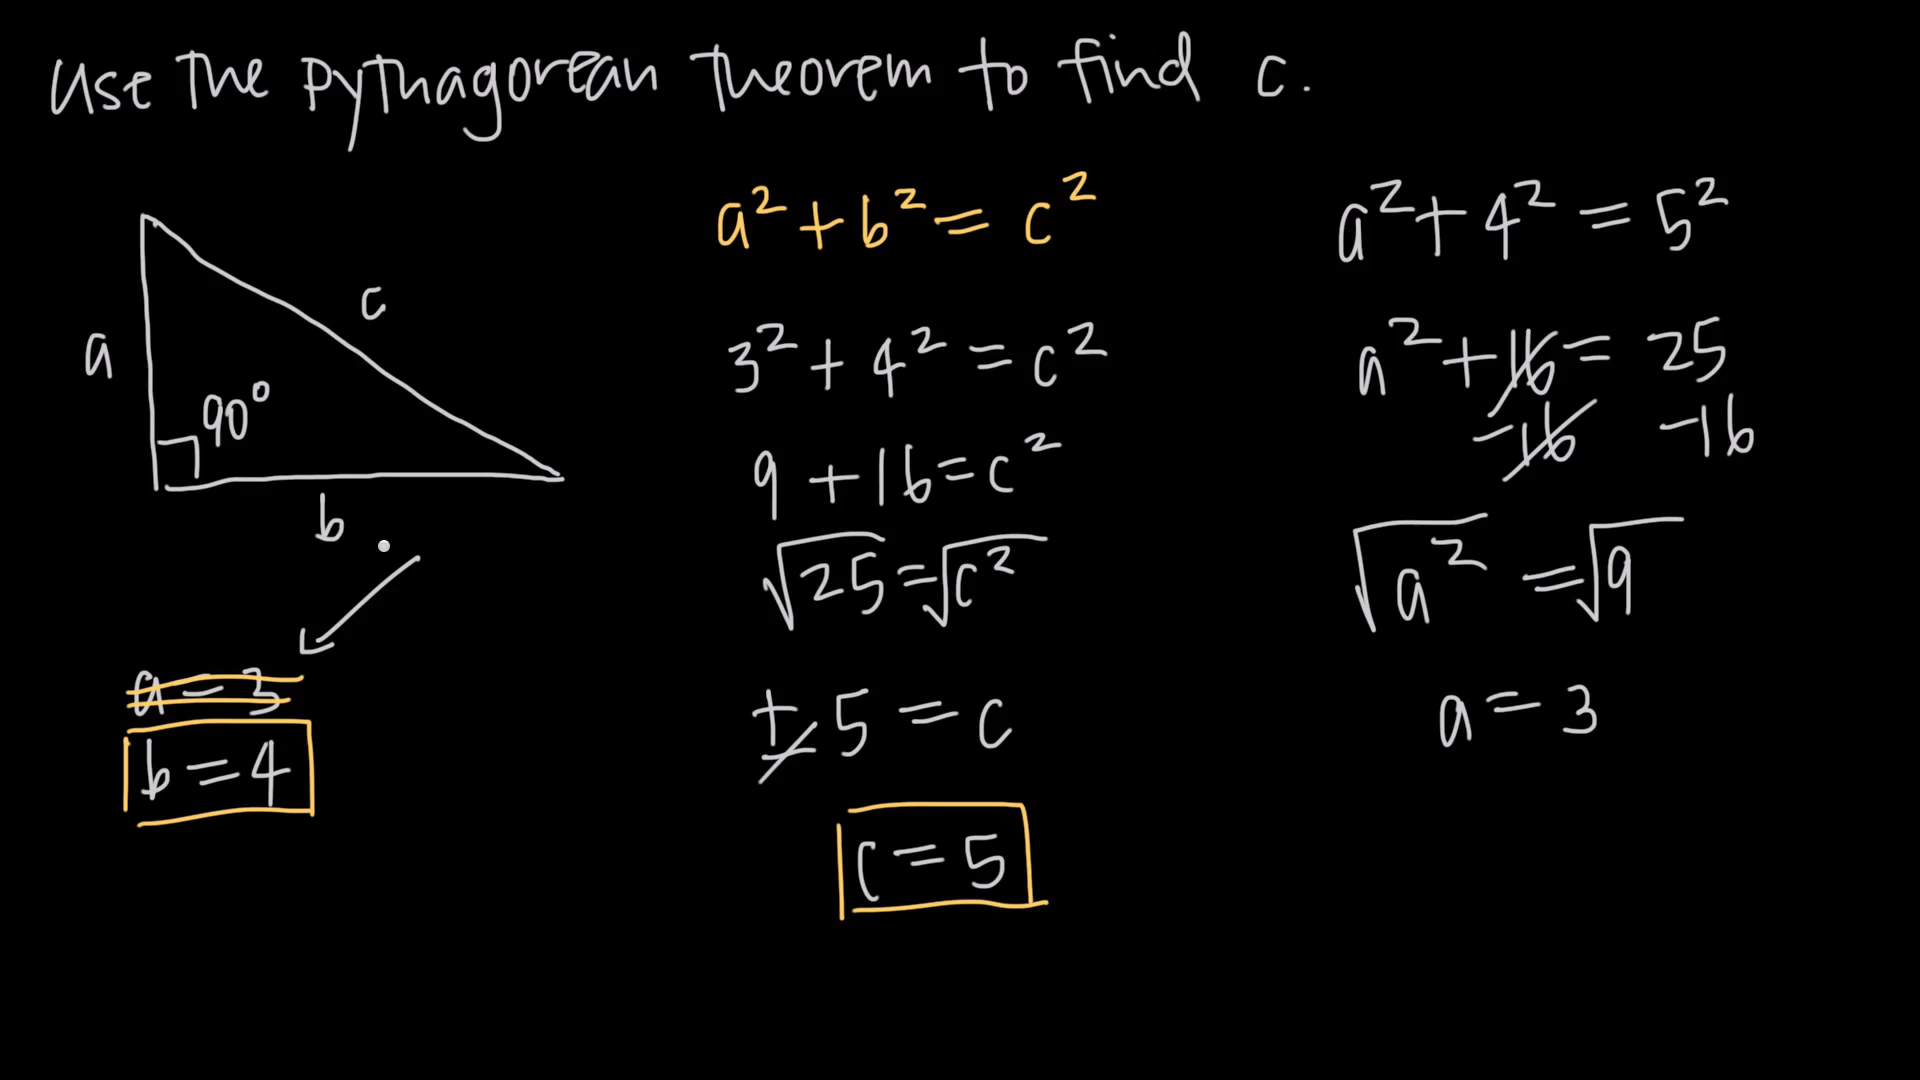 Use the Pythagorean theorem to find c.
a
c
90°
b
a = 3
b = 4
a² + b² = c²
3² + 4² = c²
9 + 16 = c²
√25 = √c²
± 5 = c
c = 5
a² + 4² = 5²
a² + 16 = 25
-16 -16
√a² = √9
a = 3